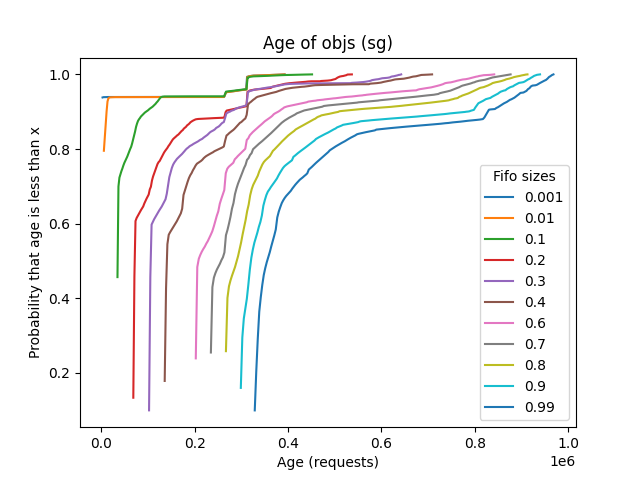 Age of objs (sg)
Probability that age is less than x
1.0
0.8
0.6
0.4
0.2
Fifo sizes
0.001
0.01
0.1
0.2
0.3
0.4
0.6
0.7
0.8
0.9
0.99
0.0 0.2 0.4 0.6 0.8 1.0
1e6
Age (requests)